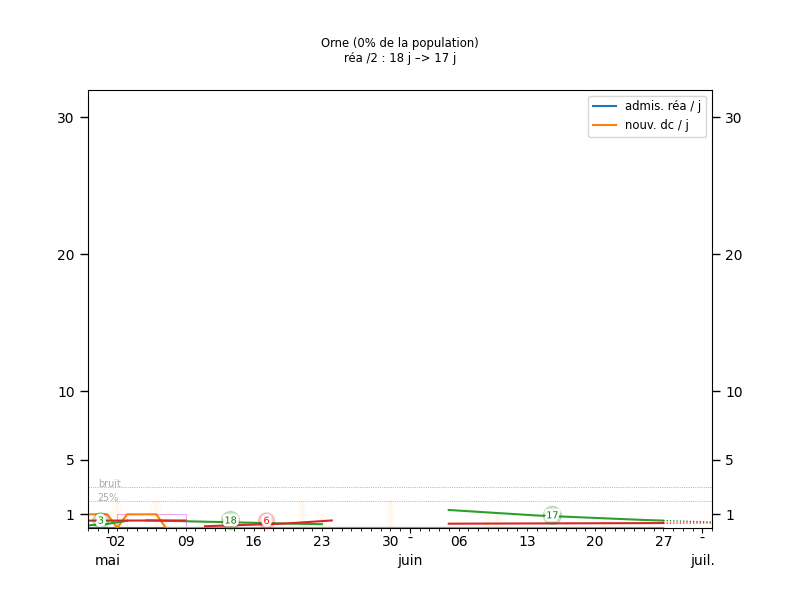 Orne (0% de la population)
réa /2 : 18 j –> 17 j
admis. réa / j
nouv. dc / j
30 30
20 20
10 10
5 5
bruit
25%
1 3 18 6 17 1
- 02 09 16 23 30 - 06 13 20 27 -
mai juin juil.